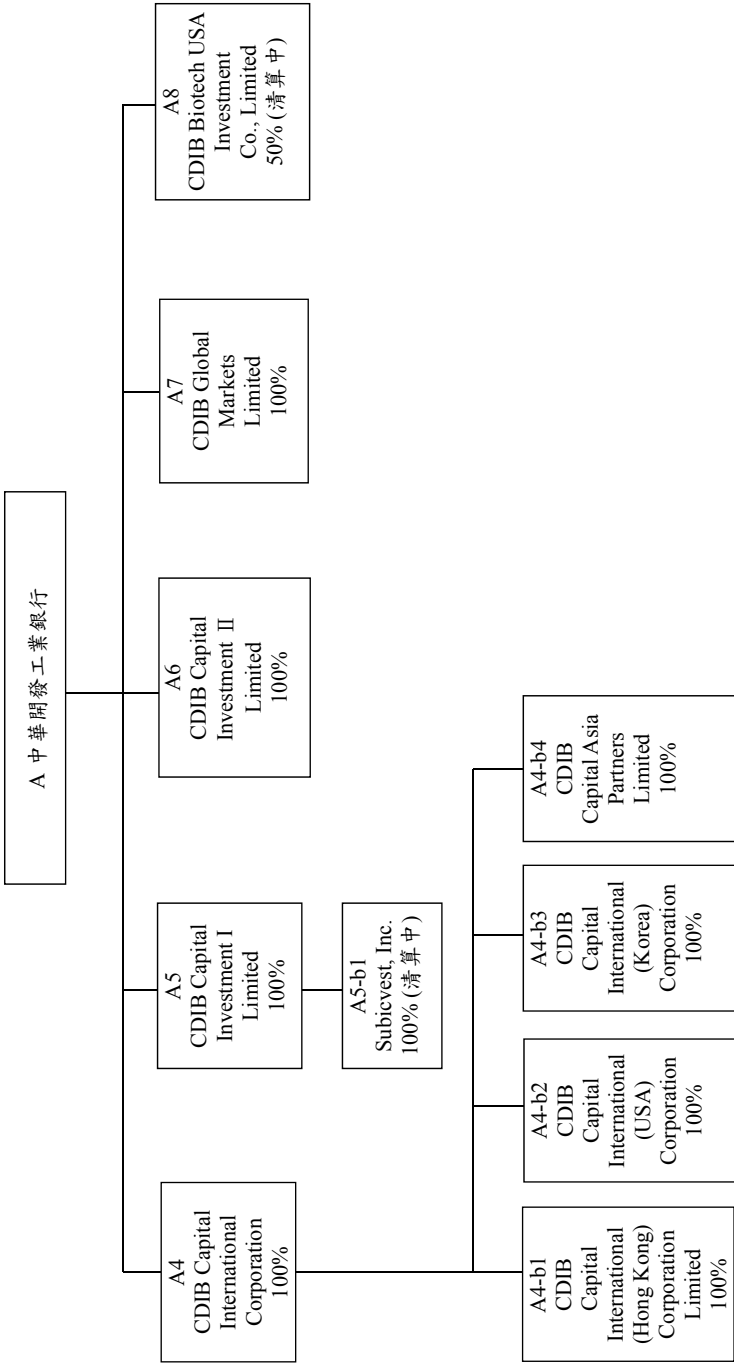 A 中華開發工業銀行
A4
CDIB Capital
International
Corporation
100%
A5
CDIB Capital
Investment I
Limited
100%
A6
CDIB Capital
Investment Ⅱ
Limited
100%
A7
CDIB Global
Markets
Limited
100%
A8
CDIB Biotech USA
Investment
Co., Limited
50% (清算中)
A5-b1
Subicvest, Inc.
100% (清算中)
A4-b1
CDIB
Capital
International
(Hong Kong)
Corporation
Limited
100%
A4-b2
CDIB
Capital
International
(USA)
Corporation
100%
A4-b3
CDIB
Capital
International
(Korea)
Corporation
100%
A4-b4
CDIB
Capital Asia
Partners
Limited
100%